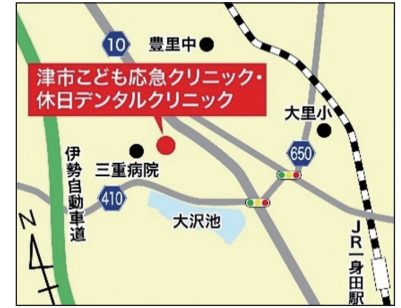 10
豊里中
津市こども応急クリニック・
休日デンタルクリニック
大里小
650
三重病院
伊勢自動車道
410
大沢池
N
JR一身田駅